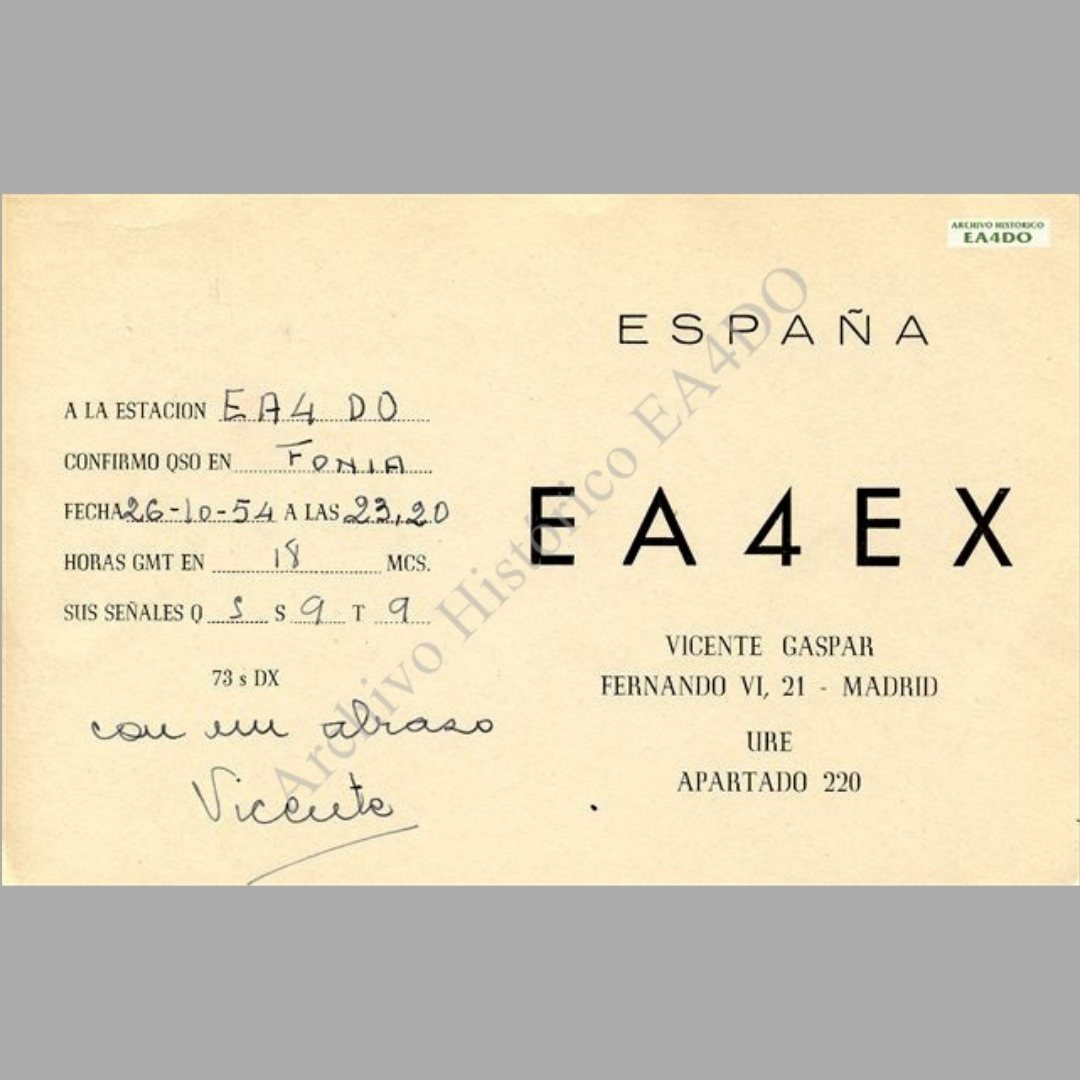 ARCHIVO HISTORICO
EA4DO
ESPAÑA
A LA ESTACION EA4 DO
CONFIRMO QSO EN FONIA
FECHA 26-10-54 A LAS 23,20
HORAS GMT EN 18 MCS.
SUS SEÑALES Q S S 9 T 9
73 s DX
con un abraso
Vicente
EA4EX
VICENTE GASPAR
FERNANDO VI, 21 - MADRID
URE
APARTADO 220
Archivo Histórico EA4DO